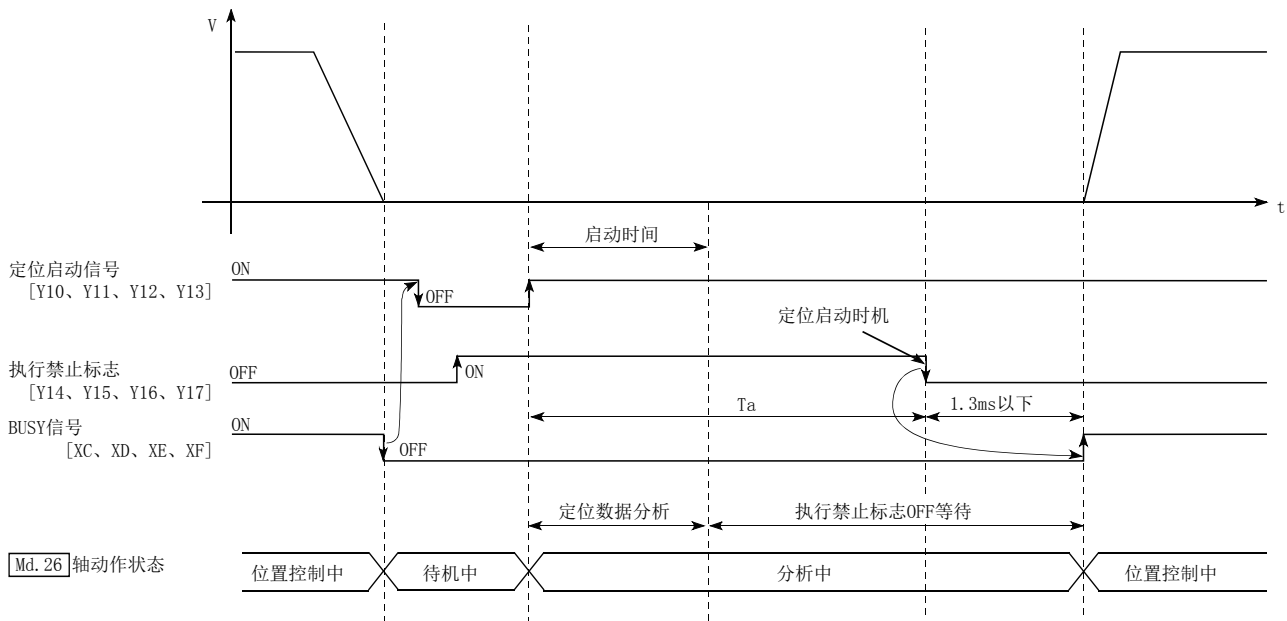 V
t
启动时间
定位启动信号
[Y10、Y11、Y12、Y13]
ON
OFF
定位启动时机
执行禁止标志
[Y14、Y15、Y16、Y17]
OFF
ON
Ta
1.3ms以下
BUSY信号
[XC、XD、XE、XF]
ON
OFF
定位数据分析
执行禁止标志OFF等待
Md.26 轴动作状态
位置控制中
待机中
分析中
位置控制中